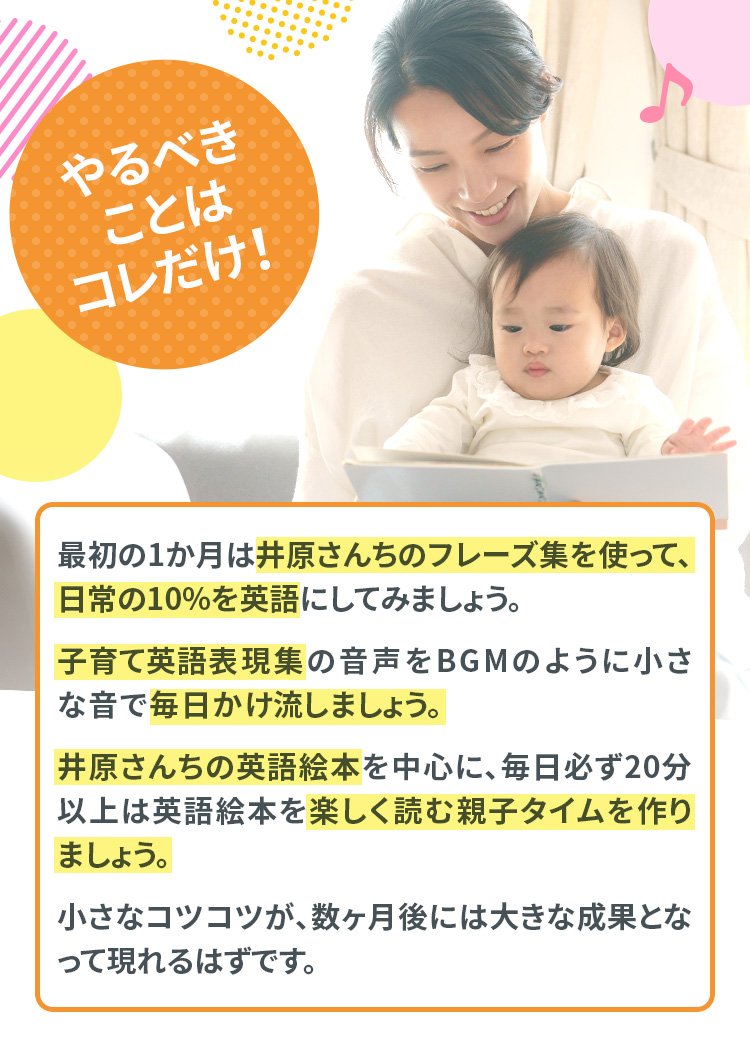 やるべき
ことは
コレだけ!
最初の1か月は井原さんちのフレーズ集を使って、
日常の10%を英語にしてみましょう。
子育て英語表現集の音声をBGMのように小さ
な音で毎日かけ流しましょう。
井原さんちの英語絵本を中心に、毎日必ず20分
以上は英語絵本を楽しく読む親子タイムを作り
ましょう。
小さなコツコツが、数ヶ月後には大きな成果とな
って現れるはずです。